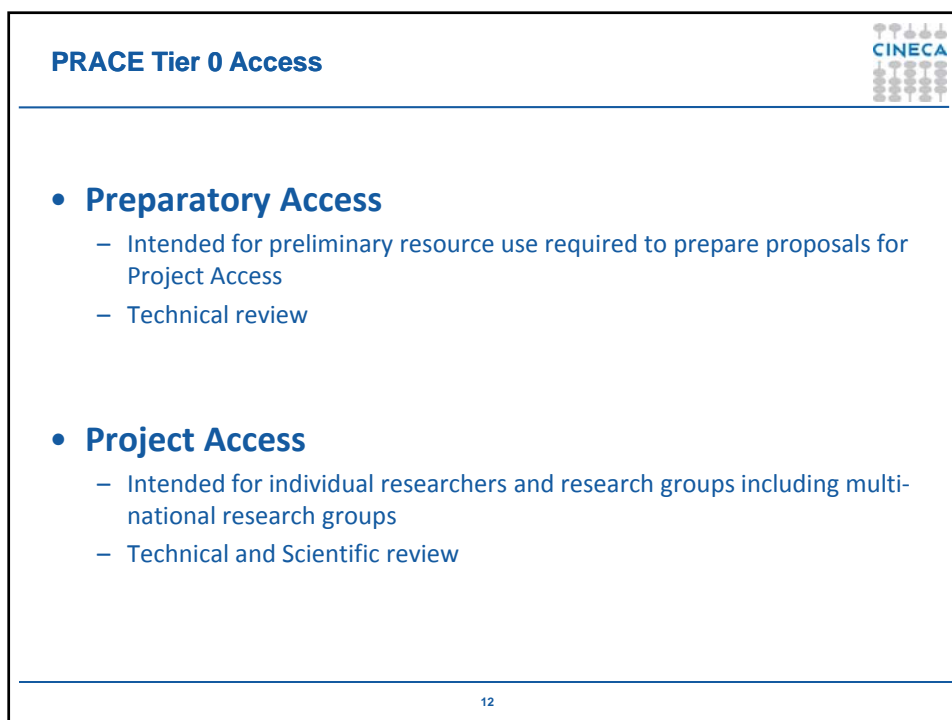 PRACE Tier 0 Access
CINECA
• Preparatory Access
– Intended for preliminary resource use required to prepare proposals for
Project Access
– Technical review
• Project Access
– Intended for individual researchers and research groups including multi-
national research groups
– Technical and Scientific review
12